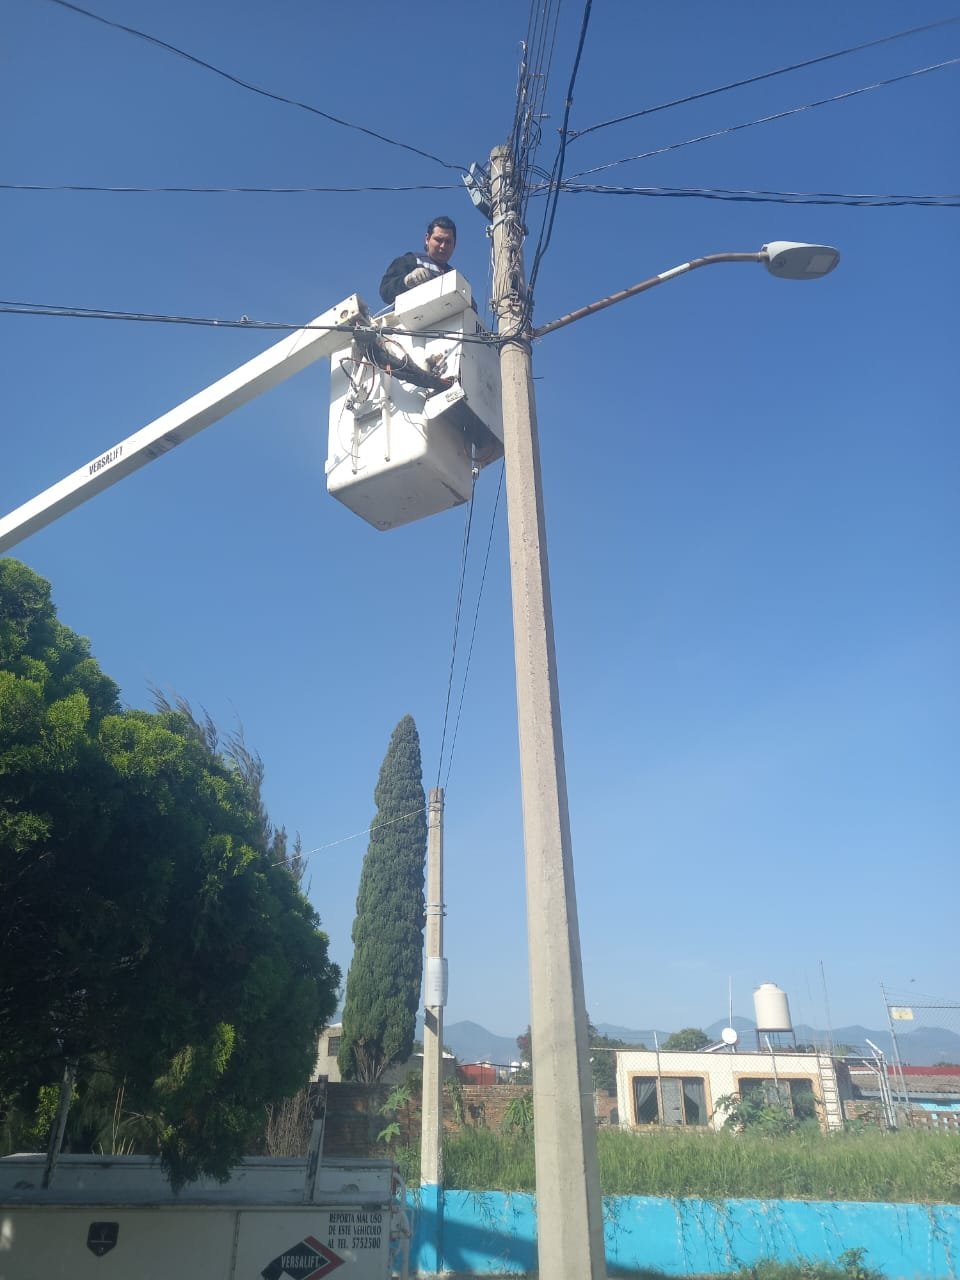 VERSALIFT
REPORTA MAL USO
DE ESTE VEHICULO
AL TEL. 5752500
VERSALIFT